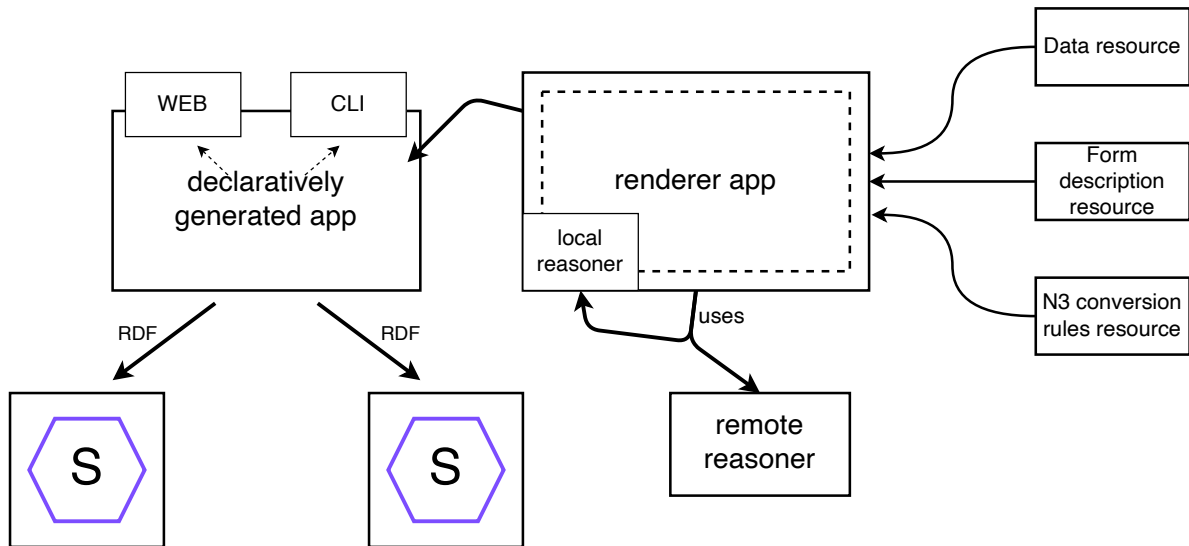 WEB
CLI
declaratively
generated app
RDF
RDF
S
S
renderer app
local
reasoner
uses
remote
reasoner
Data resource
Form
description
resource
N3 conversion
rules resource